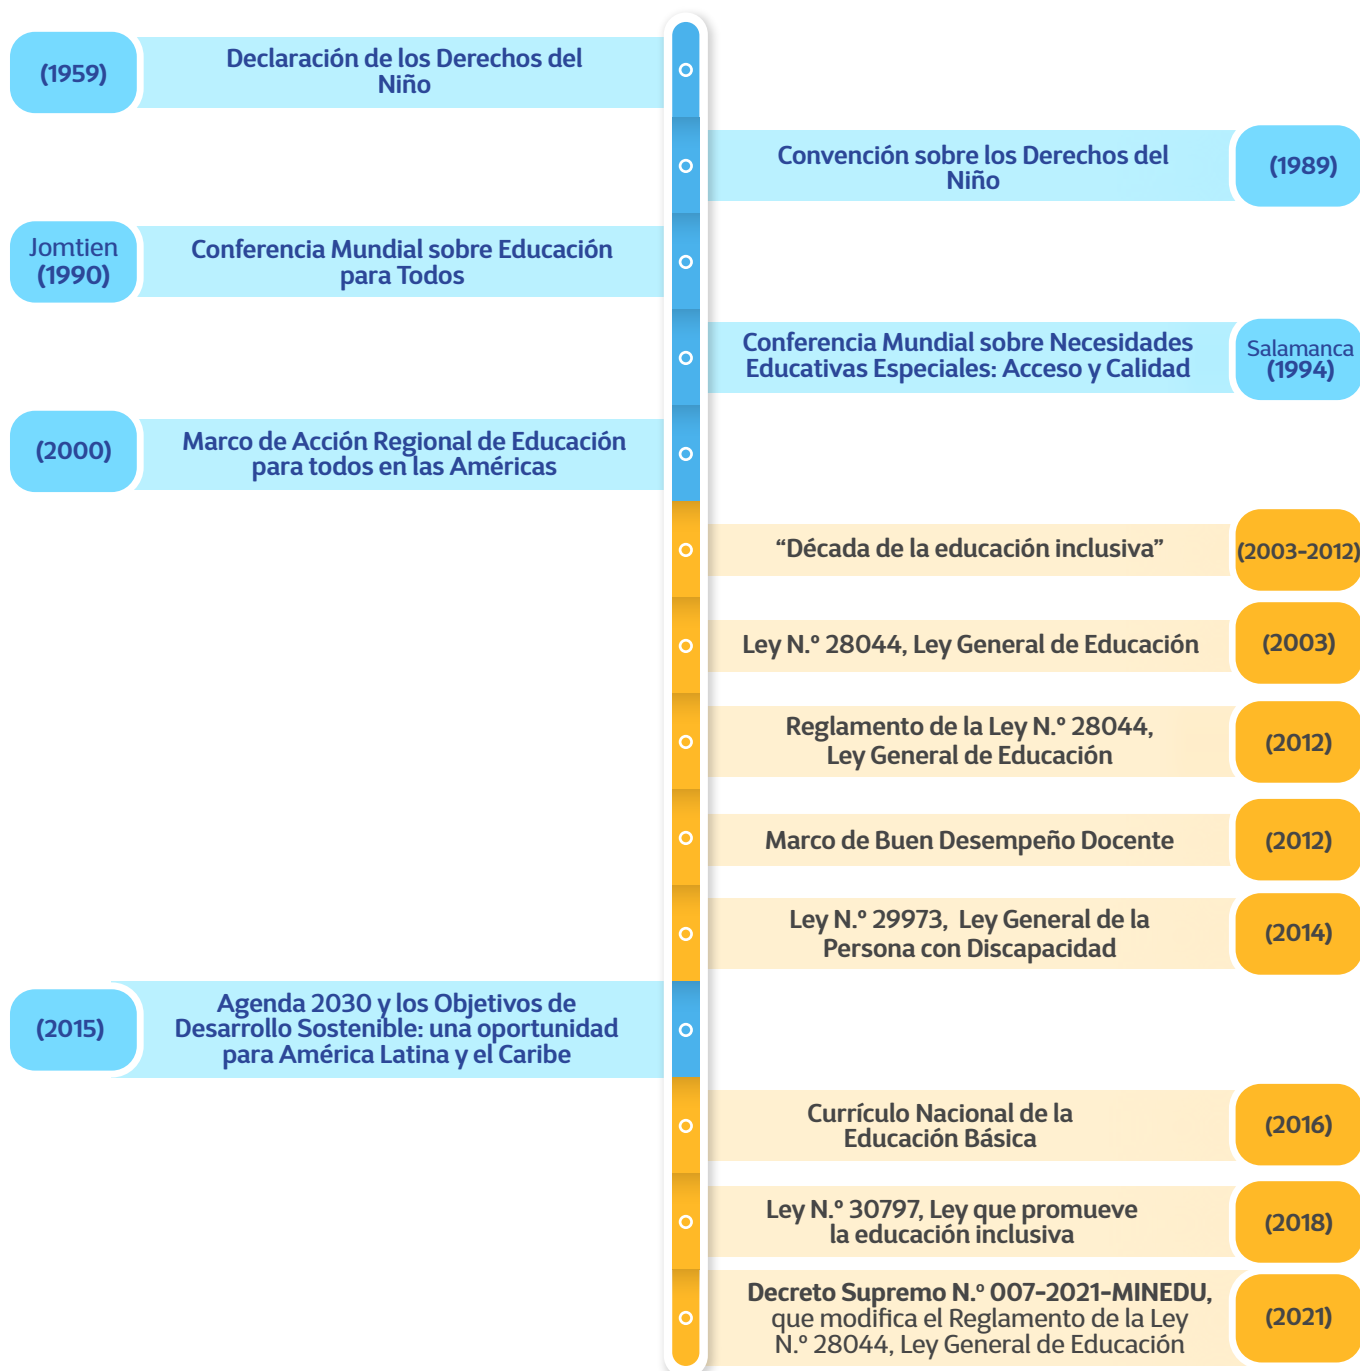 (1959)
Declaración de los Derechos del
Niño
Convención sobre los Derechos del
Niño
(1989)
Jomtien
(1990)
Conferencia Mundial sobre Educación
para Todos
Conferencia Mundial sobre Necesidades
Educativas Especiales: Acceso y Calidad
Salamanca
(1994)
(2000)
Marco de Acción Regional de Educación
para todos en las Américas
“Década de la educación inclusiva”
(2003-2012)
Ley N.º 28044, Ley General de Educación
(2003)
Reglamento de la Ley N.º 28044,
Ley General de Educación
(2012)
Marco de Buen Desempeño Docente
(2012)
Ley N.º 29973, Ley General de la
Persona con Discapacidad
(2014)
(2015)
Agenda 2030 y los Objetivos de
Desarrollo Sostenible: una oportunidad
para América Latina y el Caribe
Currículo Nacional de la
Educación Básica
(2016)
Ley N.º 30797, Ley que promueve
la educación inclusiva
(2018)
Decreto Supremo N.º 007-2021-MINEDU,
que modifica el Reglamento de la Ley
N.º 28044, Ley General de Educación
(2021)